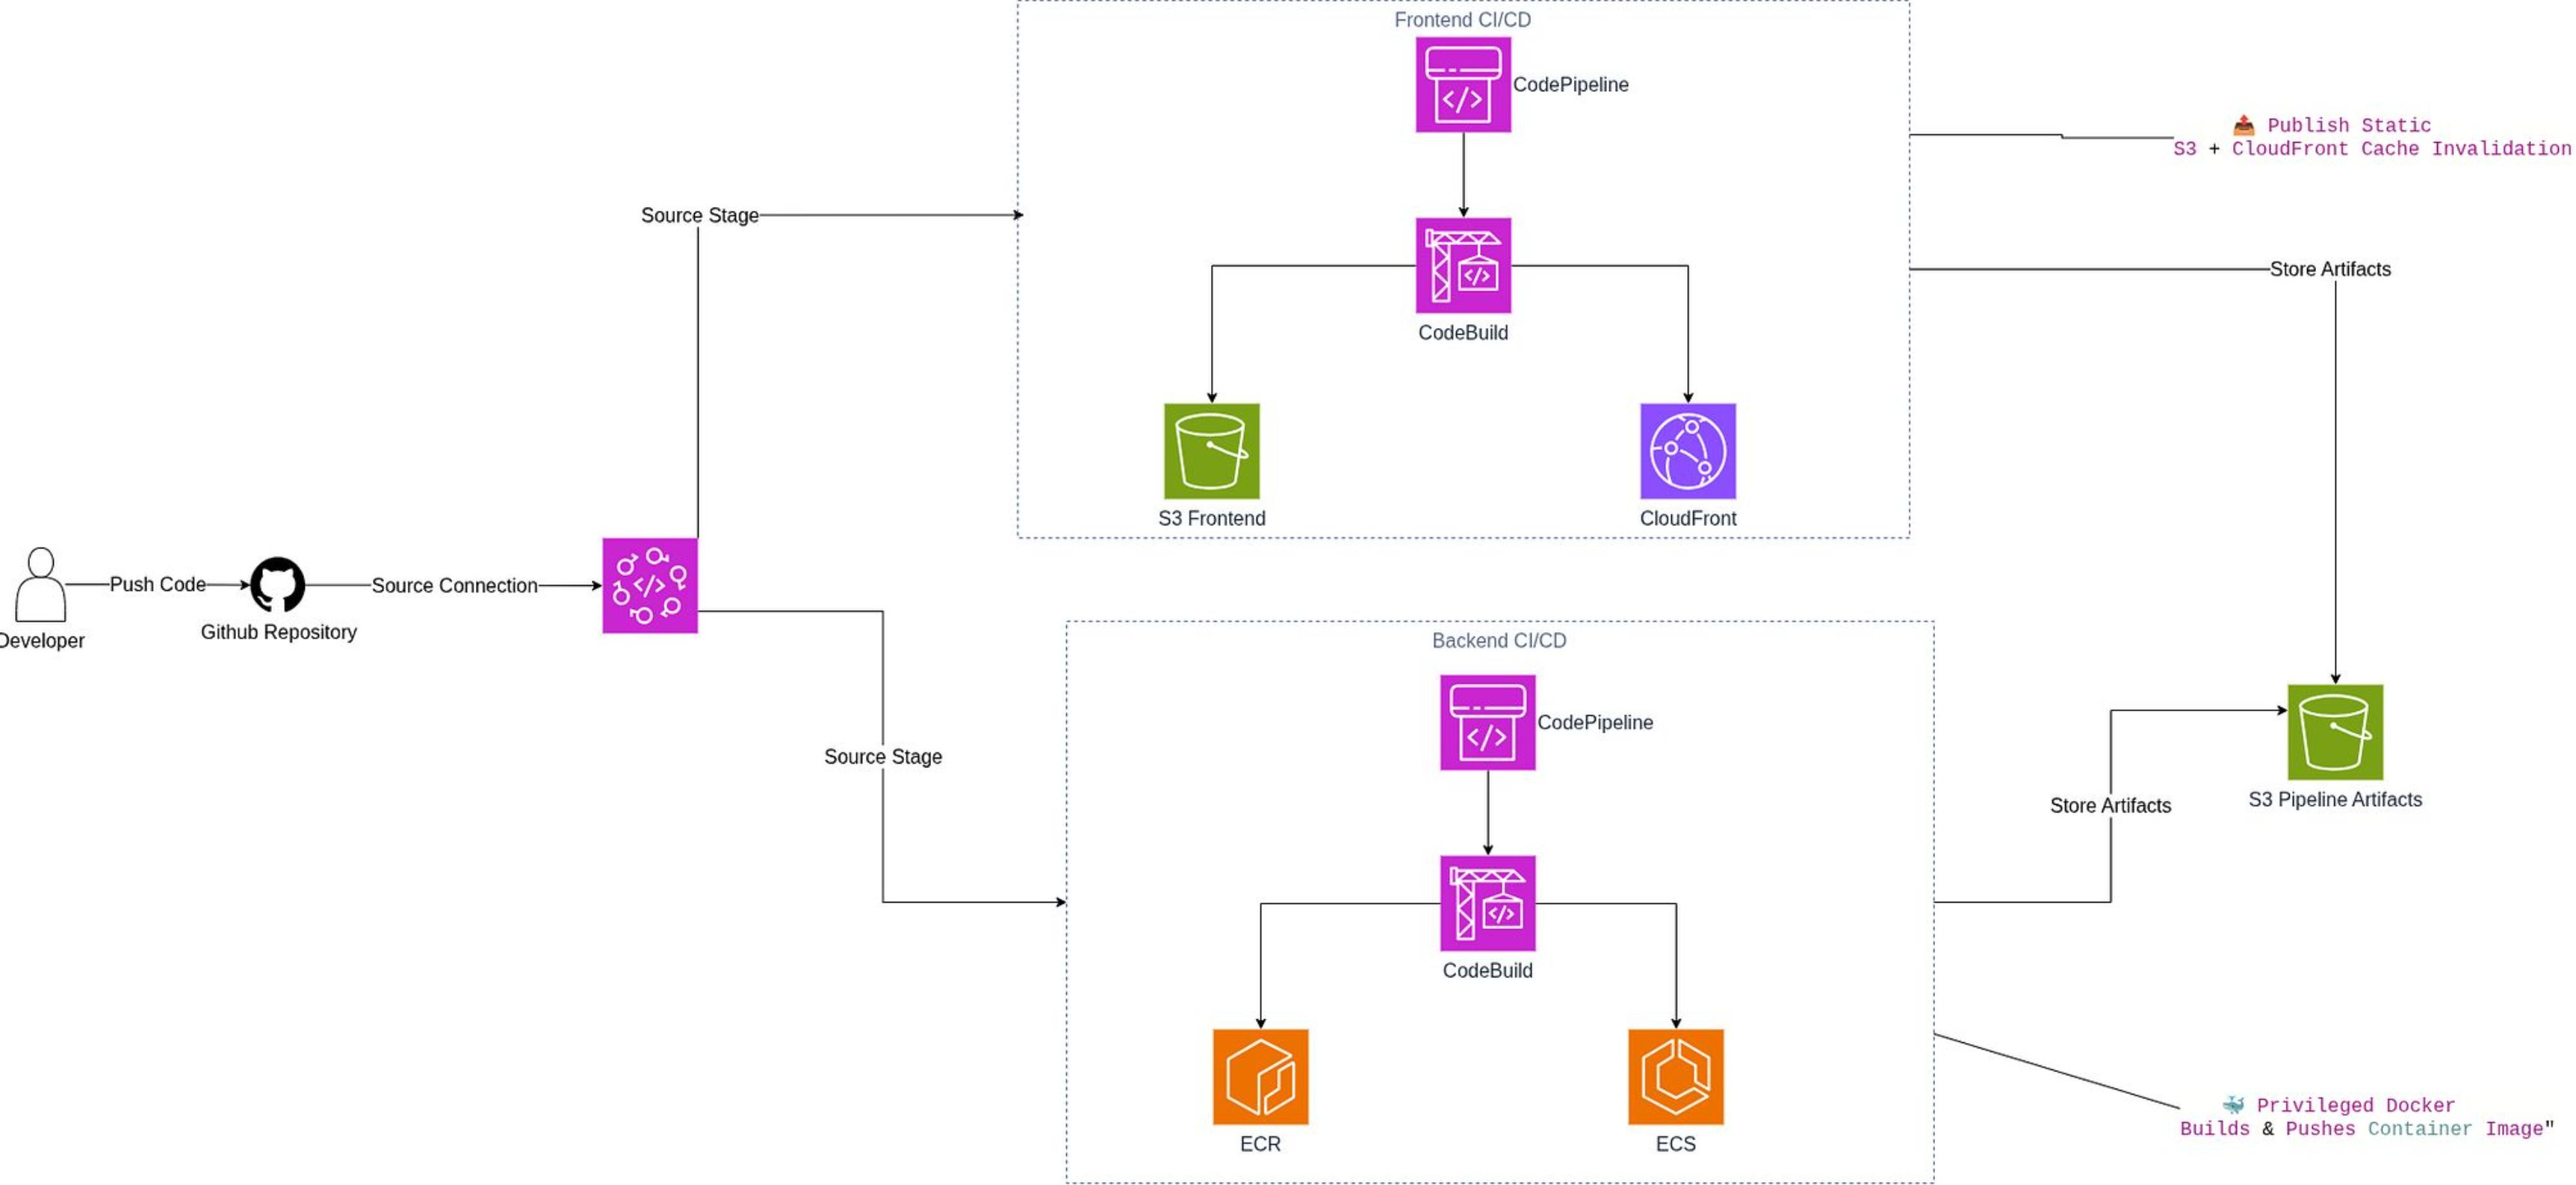 Frontend CI/CD
CodePipeline
📤 Publish Static
S3 + CloudFront Cache Invalidation
Source Stage
Store Artifacts
CodeBuild
S3 Frontend
CloudFront
Push Code
Source Connection
Github Repository
Developer
Backend CI/CD
CodePipeline
Source Stage
S3 Pipeline Artifacts
Store Artifacts
CodeBuild
ECR
ECS
🐳 Privileged Docker
Builds & Pushes Container Image"